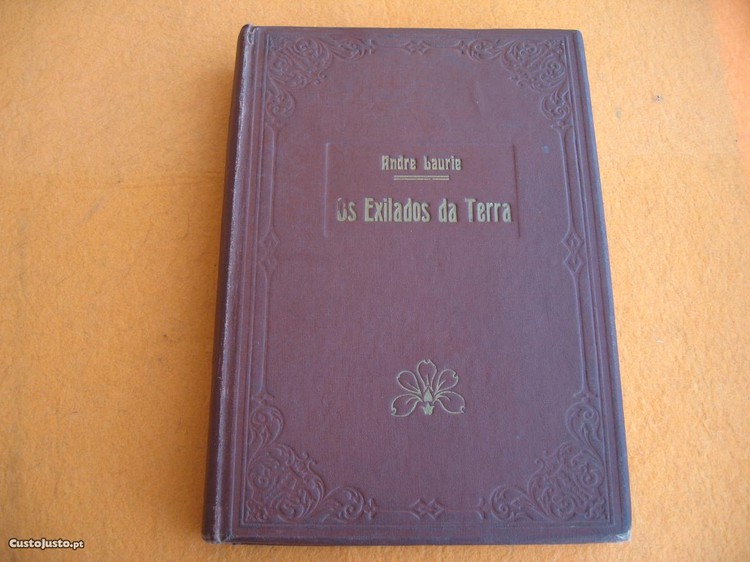 Andre Laurie
Os Exilados da Terra
CustoJusto.pt